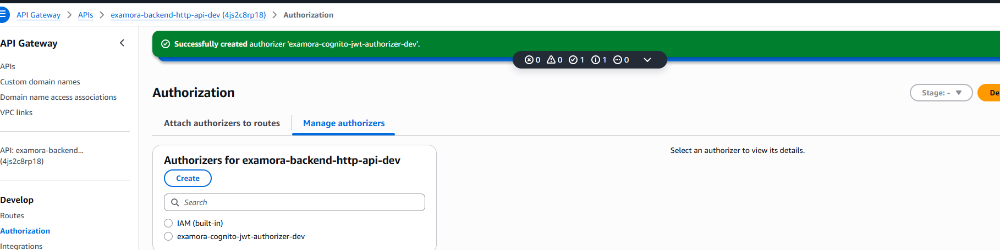 API Gateway > APIs > examora-backend-http-api-dev (4js2c8rp18) > Authorization
API Gateway
APIs
Custom domain names
Domain name access associations
VPC links
API: examora-backend...
(4js2c8rp18)
Develop
Routes
Authorization
Integrations
Successfully created authorizer 'examora-cognito-jwt-authorizer-dev'.
0 0 1 1 0
Authorization
Stage: -
De
Attach authorizers to routes
Manage authorizers
Authorizers for examora-backend-http-api-dev
Create
Search
IAM (built-in)
examora-cognito-jwt-authorizer-dev
Select an authorizer to view its details.